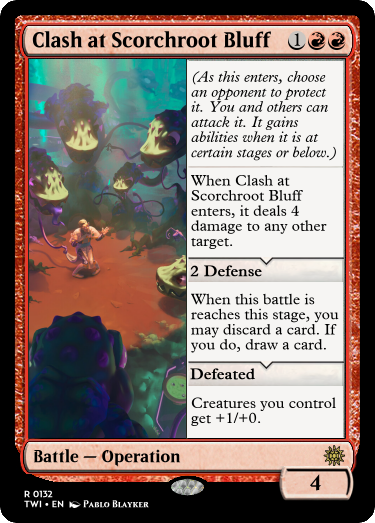 Clash at Scorchroot Bluff 1
(As this enters, choose
an opponent to protect
it. You and others can
attack it. It gains
abilities when it is at
certain stages or below.)
When Clash at
Scorchroot Bluff
enters, it deals 4
damage to any other
target.
2 Defense
When this battle is
reaches this stage, you
may discard a card. If
you do, draw a card.
Defeated
Creatures you control
get +1/+0.
Battle — Operation
4
R 0132
TWI • EN Pablo Blayker